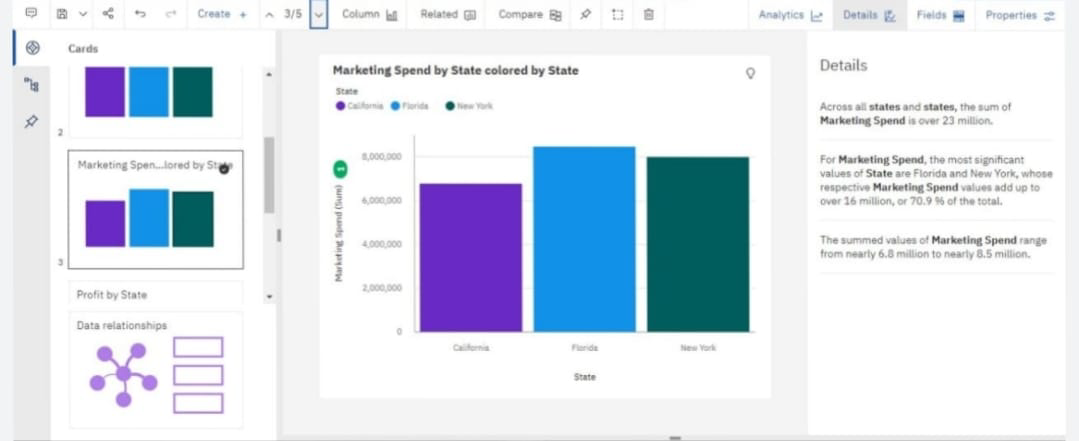 Create + 3/5 Column Related Compare Analytics Details Fields Properties
Cards
2
Marketing Spen...lored by State
3
Profit by State
Data relationships
Marketing Spend by State colored by State
State
California Florida New York
Marketing Spend (Sum)
8,000,000
6,000,000
4,000,000
2,000,000
0
California Florida New York
State
Details
Across all states and states, the sum of
Marketing Spend is over 23 million.
For Marketing Spend, the most significant
values of State are Florida and New York, whose
respective Marketing Spend values add up to
over 16 million, or 70.9 % of the total.
The summed values of Marketing Spend range
from nearly 6.8 million to nearly 8.5 million.